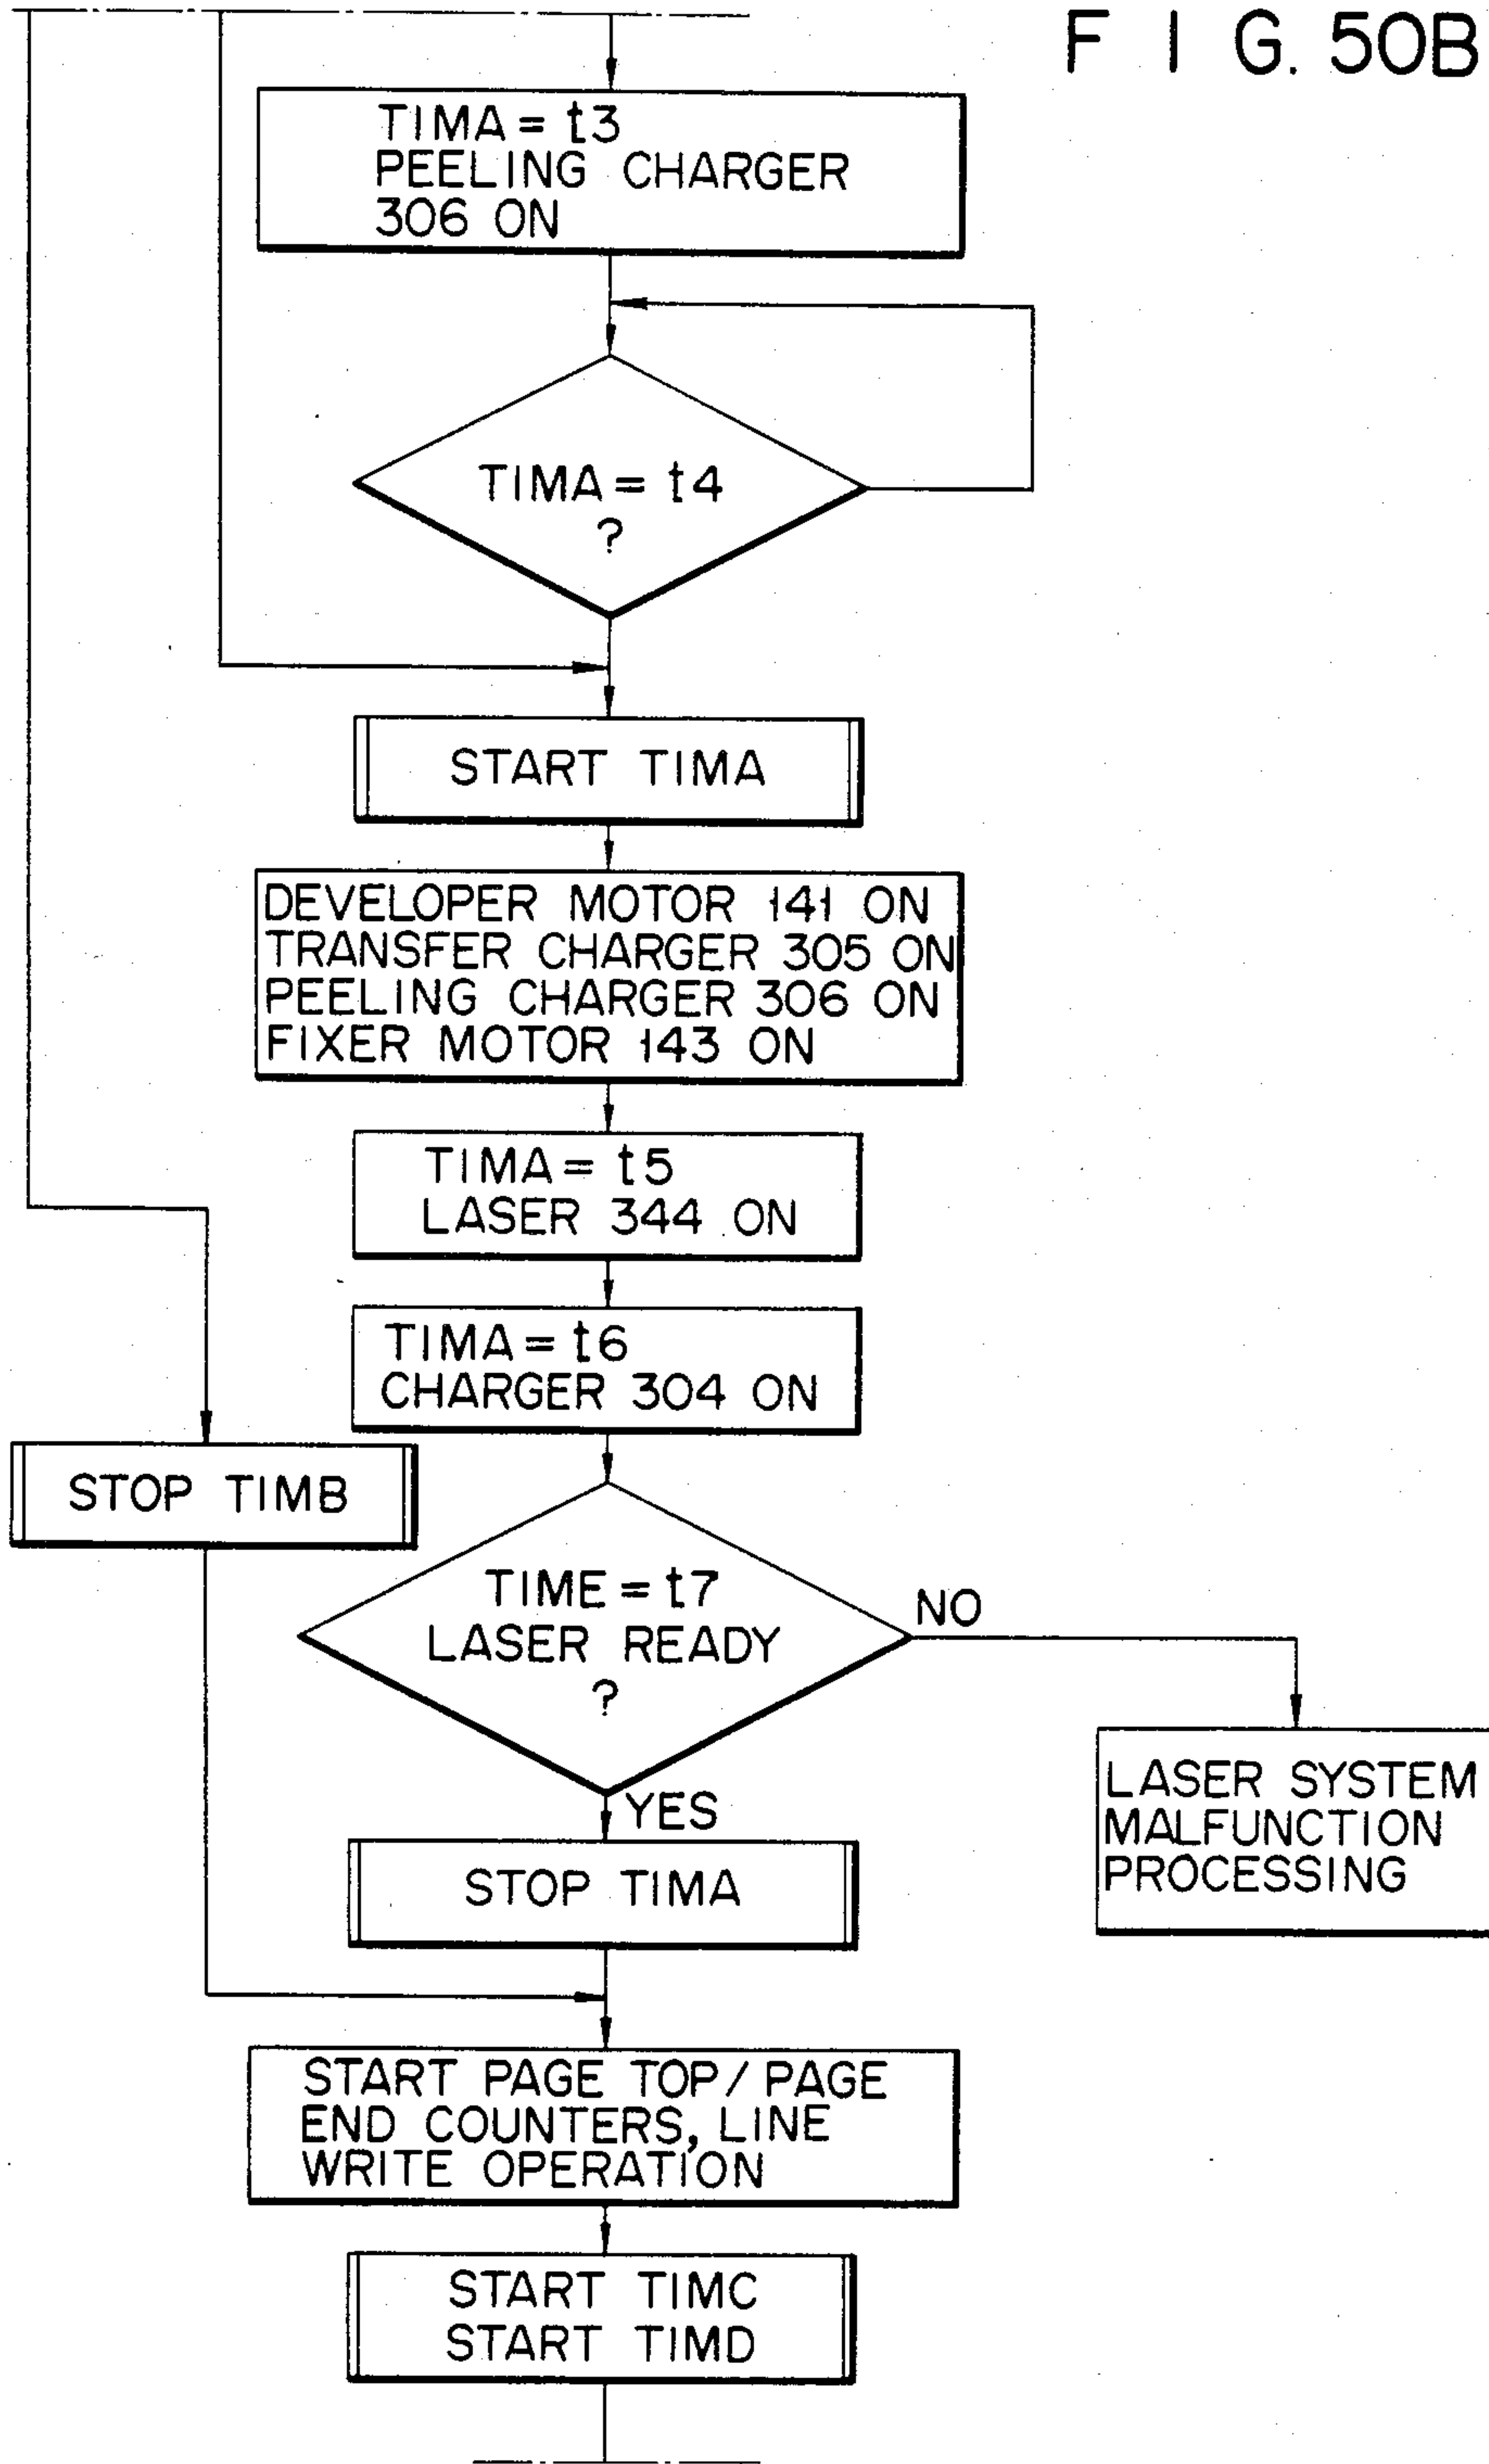 F I G. 50B
TIMA = t3
PEELING CHARGER
306 ON
TIMA = t4
?
START TIMA
DEVELOPER MOTOR 141 ON
TRANSFER CHARGER 305 ON
PEELING CHARGER 306 ON
FIXER MOTOR 143 ON
TIMA = t5
LASER 344 ON
TIMA = t6
CHARGER 304 ON
STOP TIMB
TIME = t7
LASER READY
?
NO
YES
LASER SYSTEM
MALFUNCTION
PROCESSING
STOP TIMA
START PAGE TOP/PAGE
END COUNTERS, LINE
WRITE OPERATION
START TIMC
START TIMD